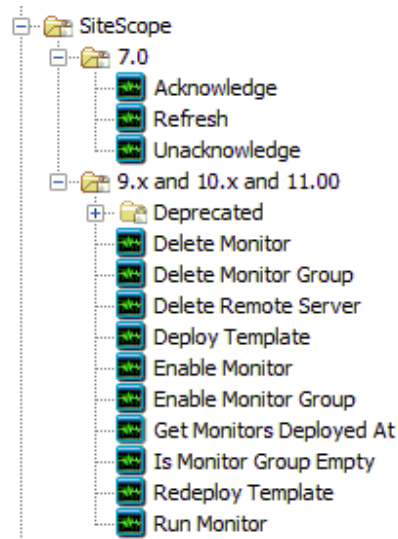 SiteScope
7.0
Acknowledge
Refresh
Unacknowledge
9.x and 10.x and 11.00
Deprecated
Delete Monitor
Delete Monitor Group
Delete Remote Server
Deploy Template
Enable Monitor
Enable Monitor Group
Get Monitors Deployed At
Is Monitor Group Empty
Redeploy Template
Run Monitor